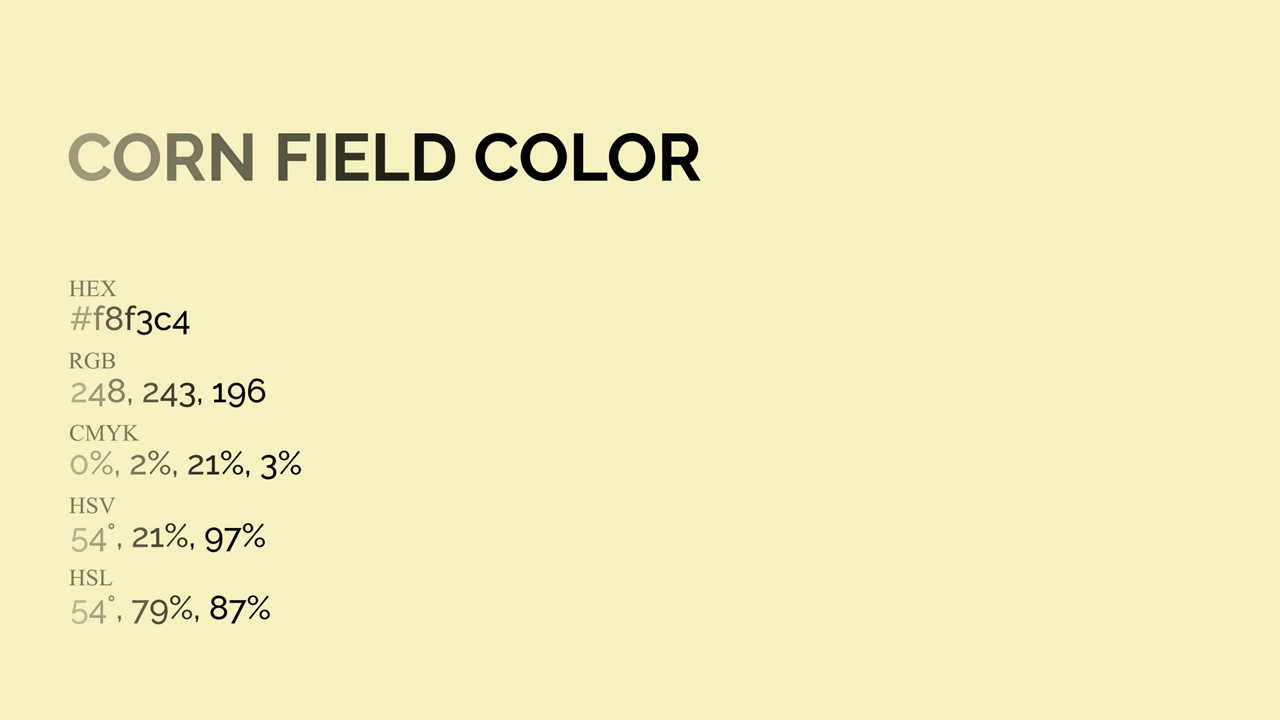 CORN FIELD COLOR
HEX
#f8f3c4
RGB
248, 243, 196
CMYK
0%, 2%, 21%, 3%
HSV
54°, 21%, 97%
HSL
54°, 79%, 87%